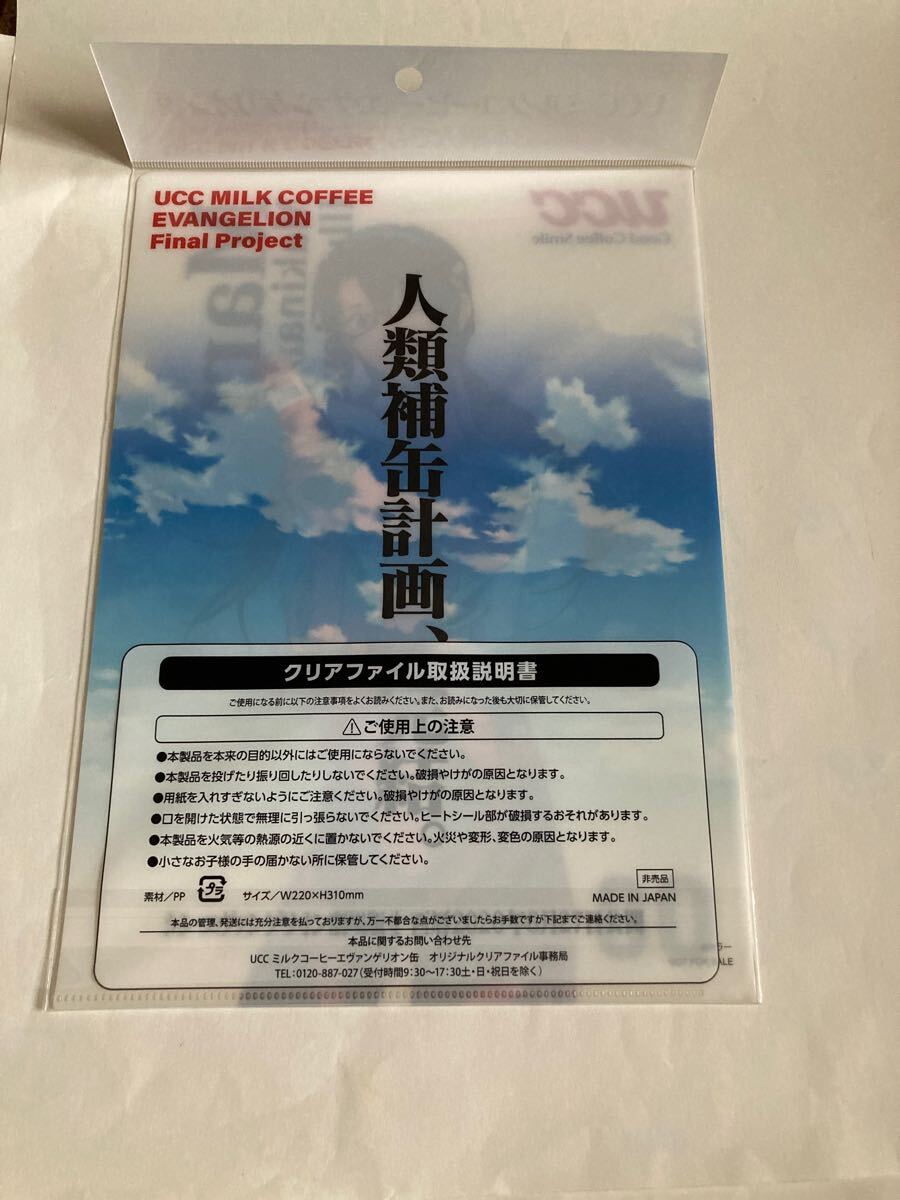 UCC MILK COFFEE
EVANGELION
Final Project
UCC
Good Coffee Smile
人類補缶計画、
クリアファイル取扱説明書
ご使用になる前に以下の注意事項をよくお読みください。また、お読みになった後も大切に保管してください。
⚠ご使用上の注意
●本製品を本来の目的以外にはご使用にならないでください。
●本製品を投げたり振り回したりしないでください。破損やけがの原因となります。
●用紙を入れすぎないようにご注意ください。破損やけがの原因となります。
●口を開けた状態で無理に引っ張らないでください。ヒートシール部が破損するおそれがあります。
●本製品を火気等の熱源の近くに置かないでください。火災や変形、変色の原因となります。
●小さなお子様の手の届かない所に保管してください。
素材/PP プラ サイズ/W220×H310mm
非売品
MADE IN JAPAN
本品の管理、発送には充分注意を払っておりますが、万一不都合な点がございましたらお手数ですが下記までご連絡ください。
本品に関するお問い合わせ先
UCC ミルクコーヒーエヴァンゲリオン缶 オリジナルクリアファイル事務局
TEL:0120-887-027(受付時間9:30～17:30土・日・祝日を除く)